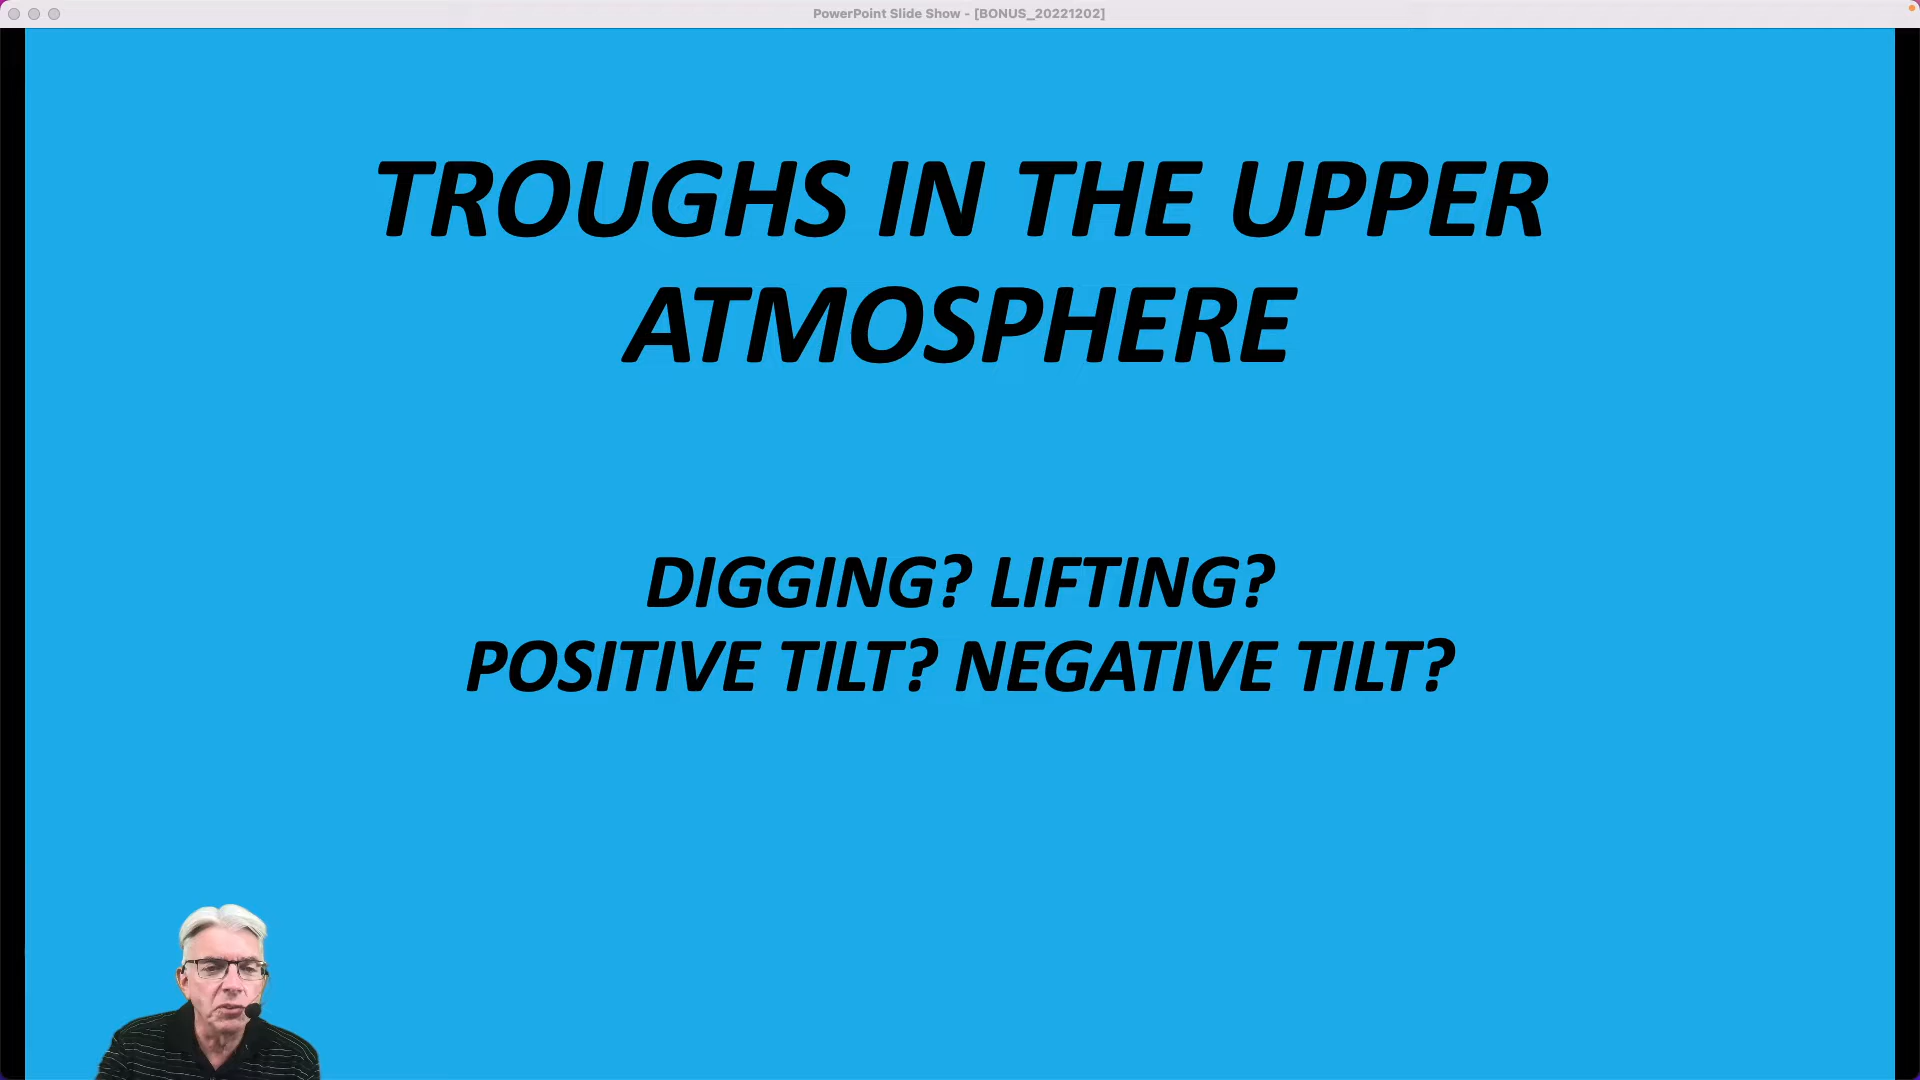 PowerPoint Slide Show - [BONUS_20221202]
TROUGHS IN THE UPPER
ATMOSPHERE
DIGGING? LIFTING?
POSITIVE TILT? NEGATIVE TILT?